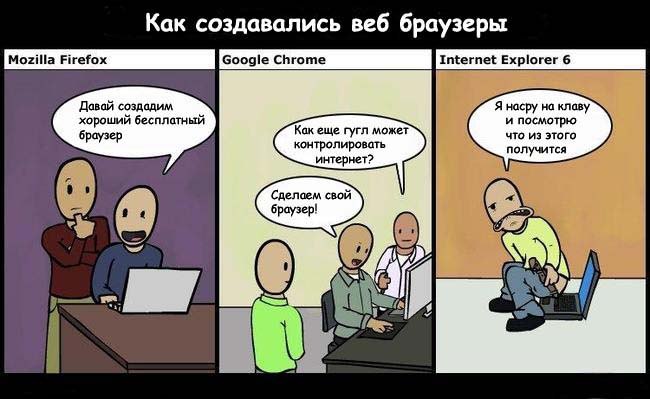 Как создавались веб браузеры
Mozilla Firefox
Давай создадим
хороший бесплатный
браузер
Google Chrome
Как еще гугл может
контролировать
интернет?
Сделаем свой
браузер!
Internet Explorer 6
Я насру на клаву
и посмотрю
что из этого
получится